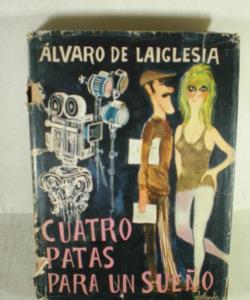 ÁLVARO DE LAIGLESIA
CUATRO
PATAS
PARA UN SUEÑO